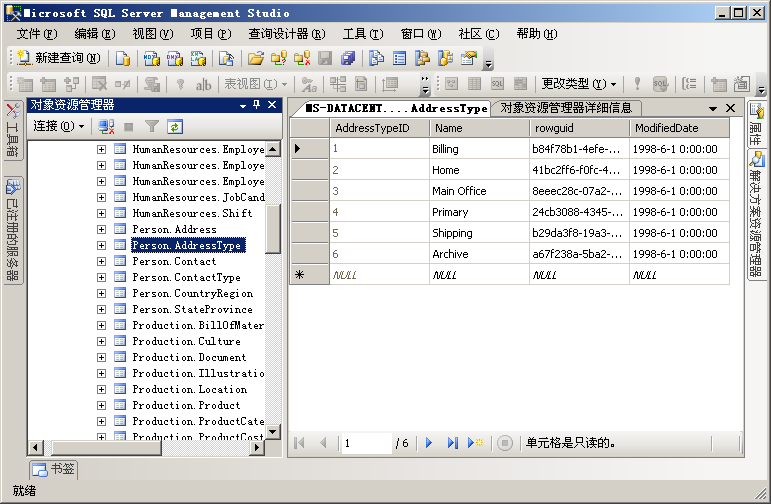 Microsoft SQL Server Management Studio
文件(F) 编辑(E) 视图(V) 项目(P) 查询设计器(R) 工具(T) 窗口(W) 社区(C) 帮助(H)
新建查询(N)
表视图(I) 更改类型(Y)
工具箱
已注册的服务器
对象资源管理器
连接(O)
HumanResources.Employe
HumanResources.Employe
HumanResources.Employe
HumanResources.JobCand
HumanResources.Shift
Person.Address
Person.AddressType
Person.Contact
Person.ContactType
Person.CountryRegion
Person.StateProvince
Production.BillOfMater
Production.Culture
Production.Document
Production.Illustratio
Production.Location
Production.Product
Production.ProductCate
Production.ProductCost
MS-DATACENT....AddressType 对象资源管理器详细信息
AddressTypeID Name rowguid ModifiedDate
1 Billing b84f78b1-4efe-... 1998-6-1 0:00:00
2 Home 41bc2ff6-f0fc-4... 1998-6-1 0:00:00
3 Main Office 8eeec28c-07a2-... 1998-6-1 0:00:00
4 Primary 24cb3088-4345-... 1998-6-1 0:00:00
5 Shipping b29da3f8-19a3-... 1998-6-1 0:00:00
6 Archive a67f238a-5ba2-... 1998-6-1 0:00:00
NULL NULL NULL NULL
1 / 6 单元格是只读的。
属性
解决方案资源管理器
书签
就绪